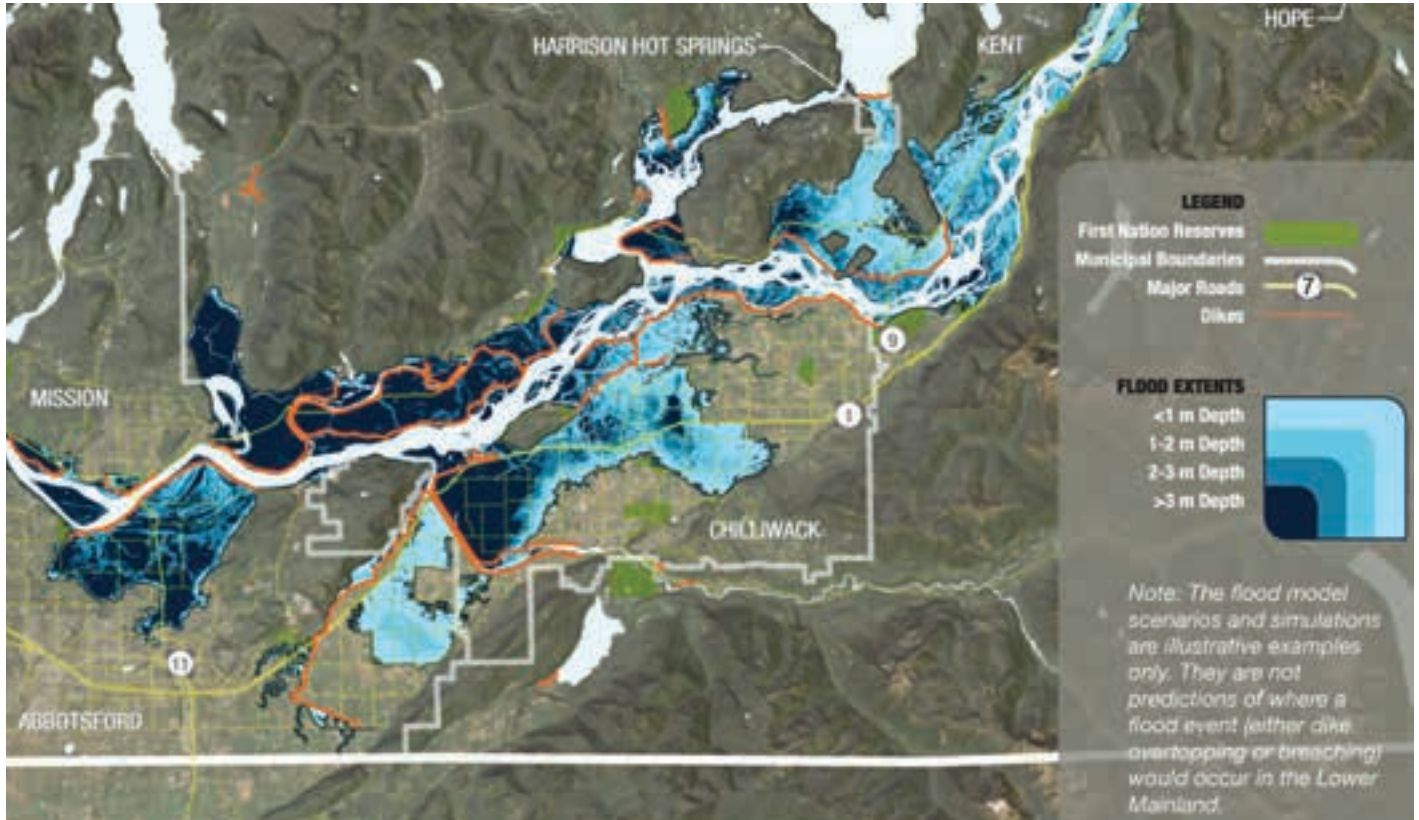 HOPE
HARRISON HOT SPRINGS
KENT
LEGEND
First Nation Reserves
Municipal Bounderies
Major Roads
7
Dikes
9
MISSION
FLOOD EXTENTS
<1 m Depth
1
1-2 m Depth
2-3 m Depth
>3 m Depth
CHILLIWACK
Note: The flood model
scenarios and simulations
are illustrative examples
only. They are not
predictions of where a
flood event (either dike
overtopping or breaching)
would occur in the Lower
Mainland.
11
ABBOTSFORD